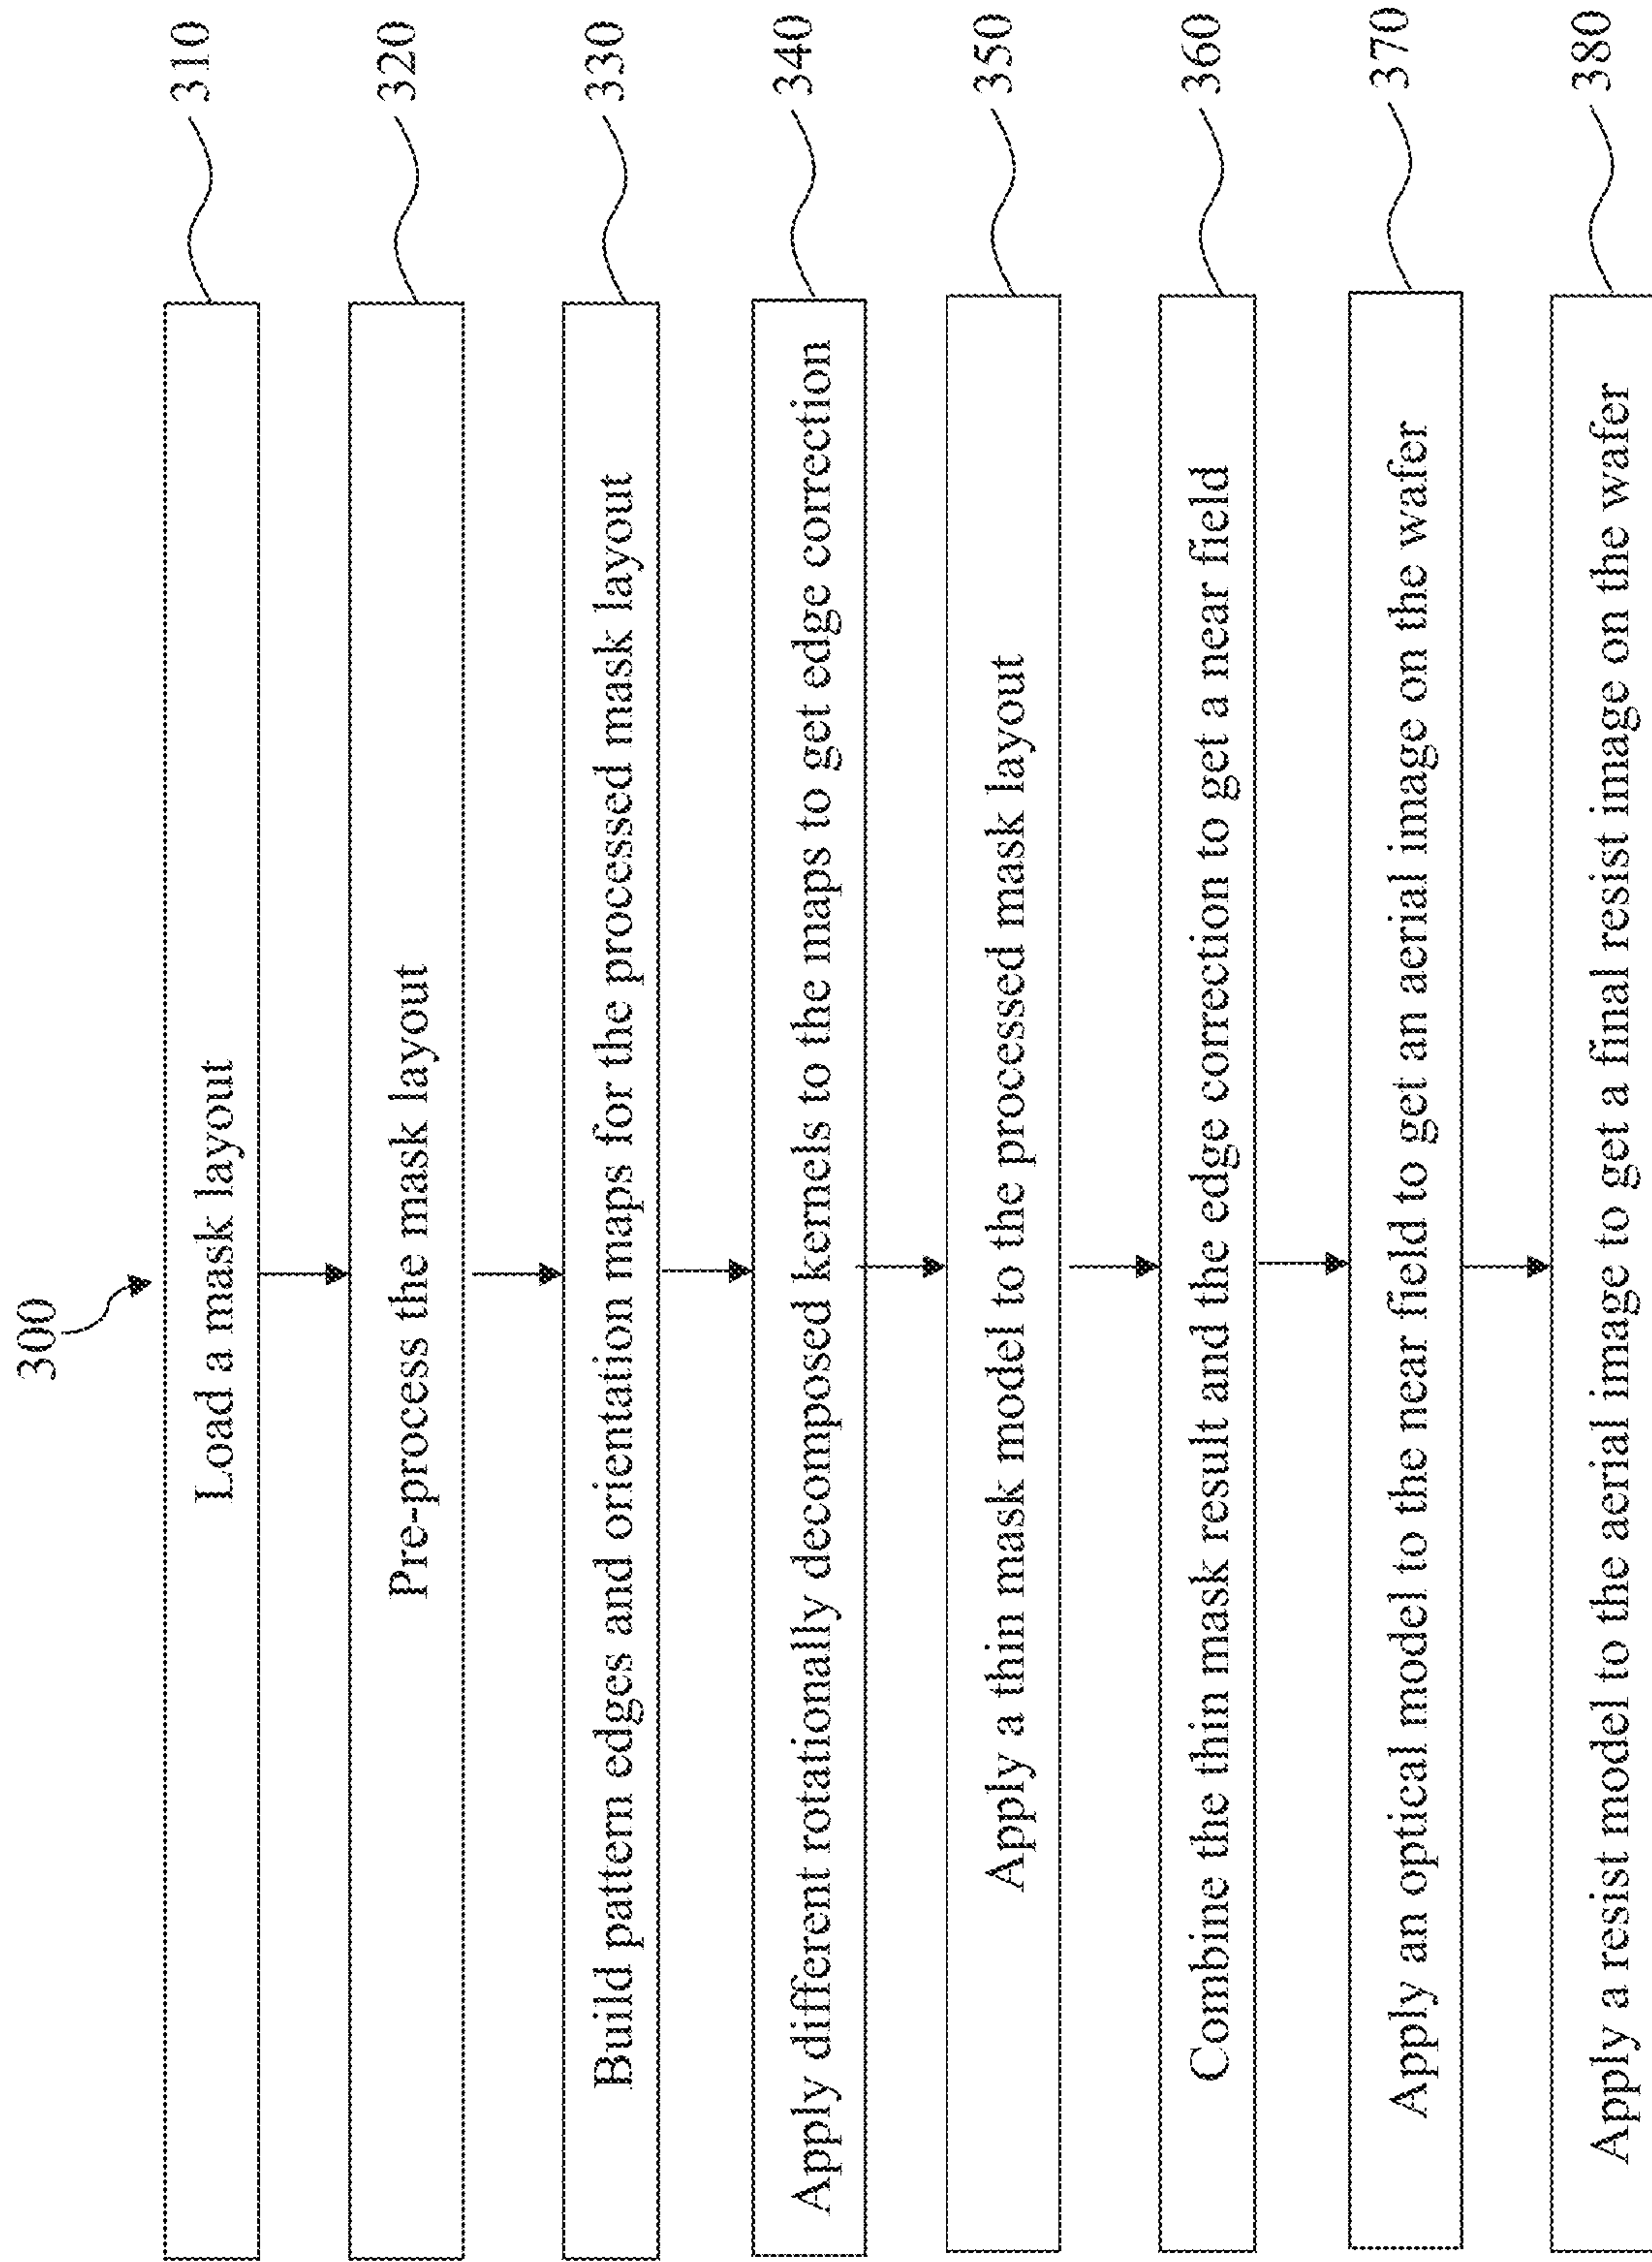 300
Load a mask layout
310
Pre-process the mask layout
320
Build pattern edges and orientation maps for the processed mask layout
330
Apply different rotationally decomposed kernels to the maps to get edge correction
340
Apply a thin mask model to the processed mask layout
350
Combine the thin mask result and the edge correction to get a near field
360
Apply an optical model to the near field to get an aerial image on the wafer
370
Apply a resist model to the aerial image to get a final resist image on the wafer
380